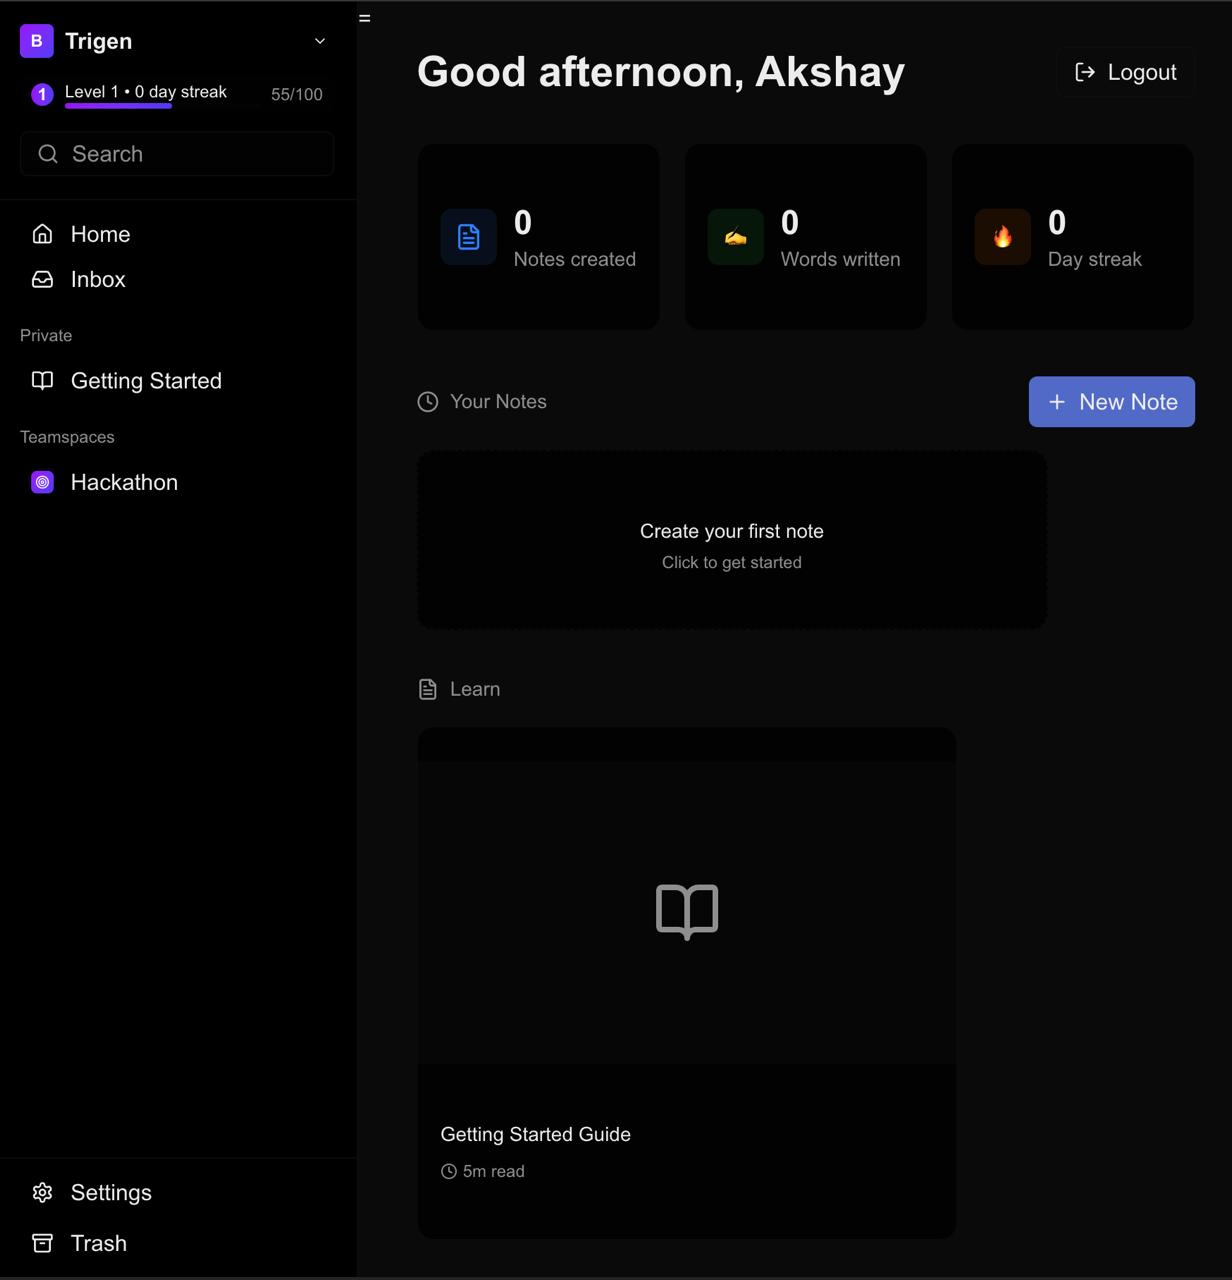 B Trigen
1 Level 1 • 0 day streak 55/100
Search
Home
Inbox
Private
Getting Started
Teamspaces
Hackathon
Settings
Trash
=
Good afternoon, Akshay
Logout
0
Notes created
0
Words written
0
Day streak
Your Notes
+ New Note
Create your first note
Click to get started
Learn
Getting Started Guide
5m read